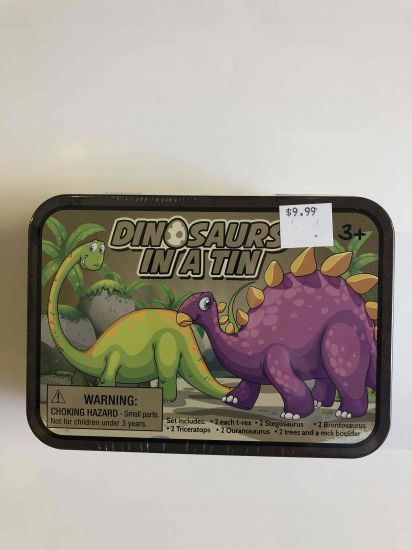 $9.99
DINOSAURS
IN A TIN
3+
WARNING:
CHOKING HAZARD - Small parts.
Not for children under 3 years.
Set includes: • 2 each t-rex • 2 Stegosaurus • 2 Brontosaurus
• 2 Triceratops • 2 Ouranosaurus • 2 trees and a rock boulder